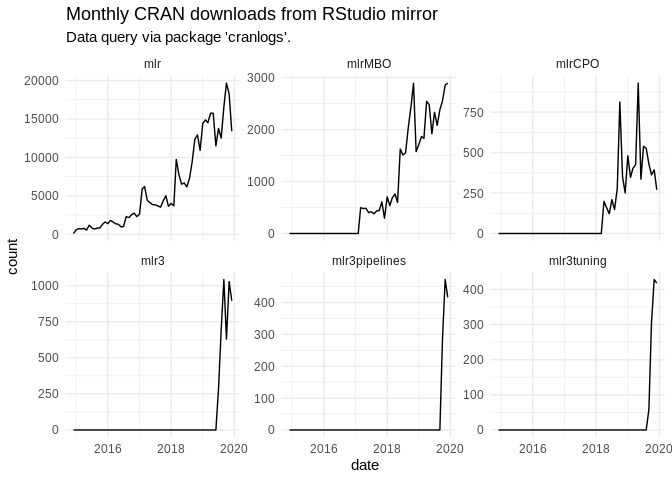 Monthly CRAN downloads from RStudio mirror
Data query via package 'cranlogs'.
mlr
mlrMBO
mlrCPO
20000
15000
10000
5000
0
3000
2000
1000
0
750
500
250
0
count
mlr3
mlr3pipelines
mlr3tuning
1000
750
500
250
0
400
300
200
100
0
400
300
200
100
0
2016 2018 2020
2016 2018 2020
2016 2018 2020
date